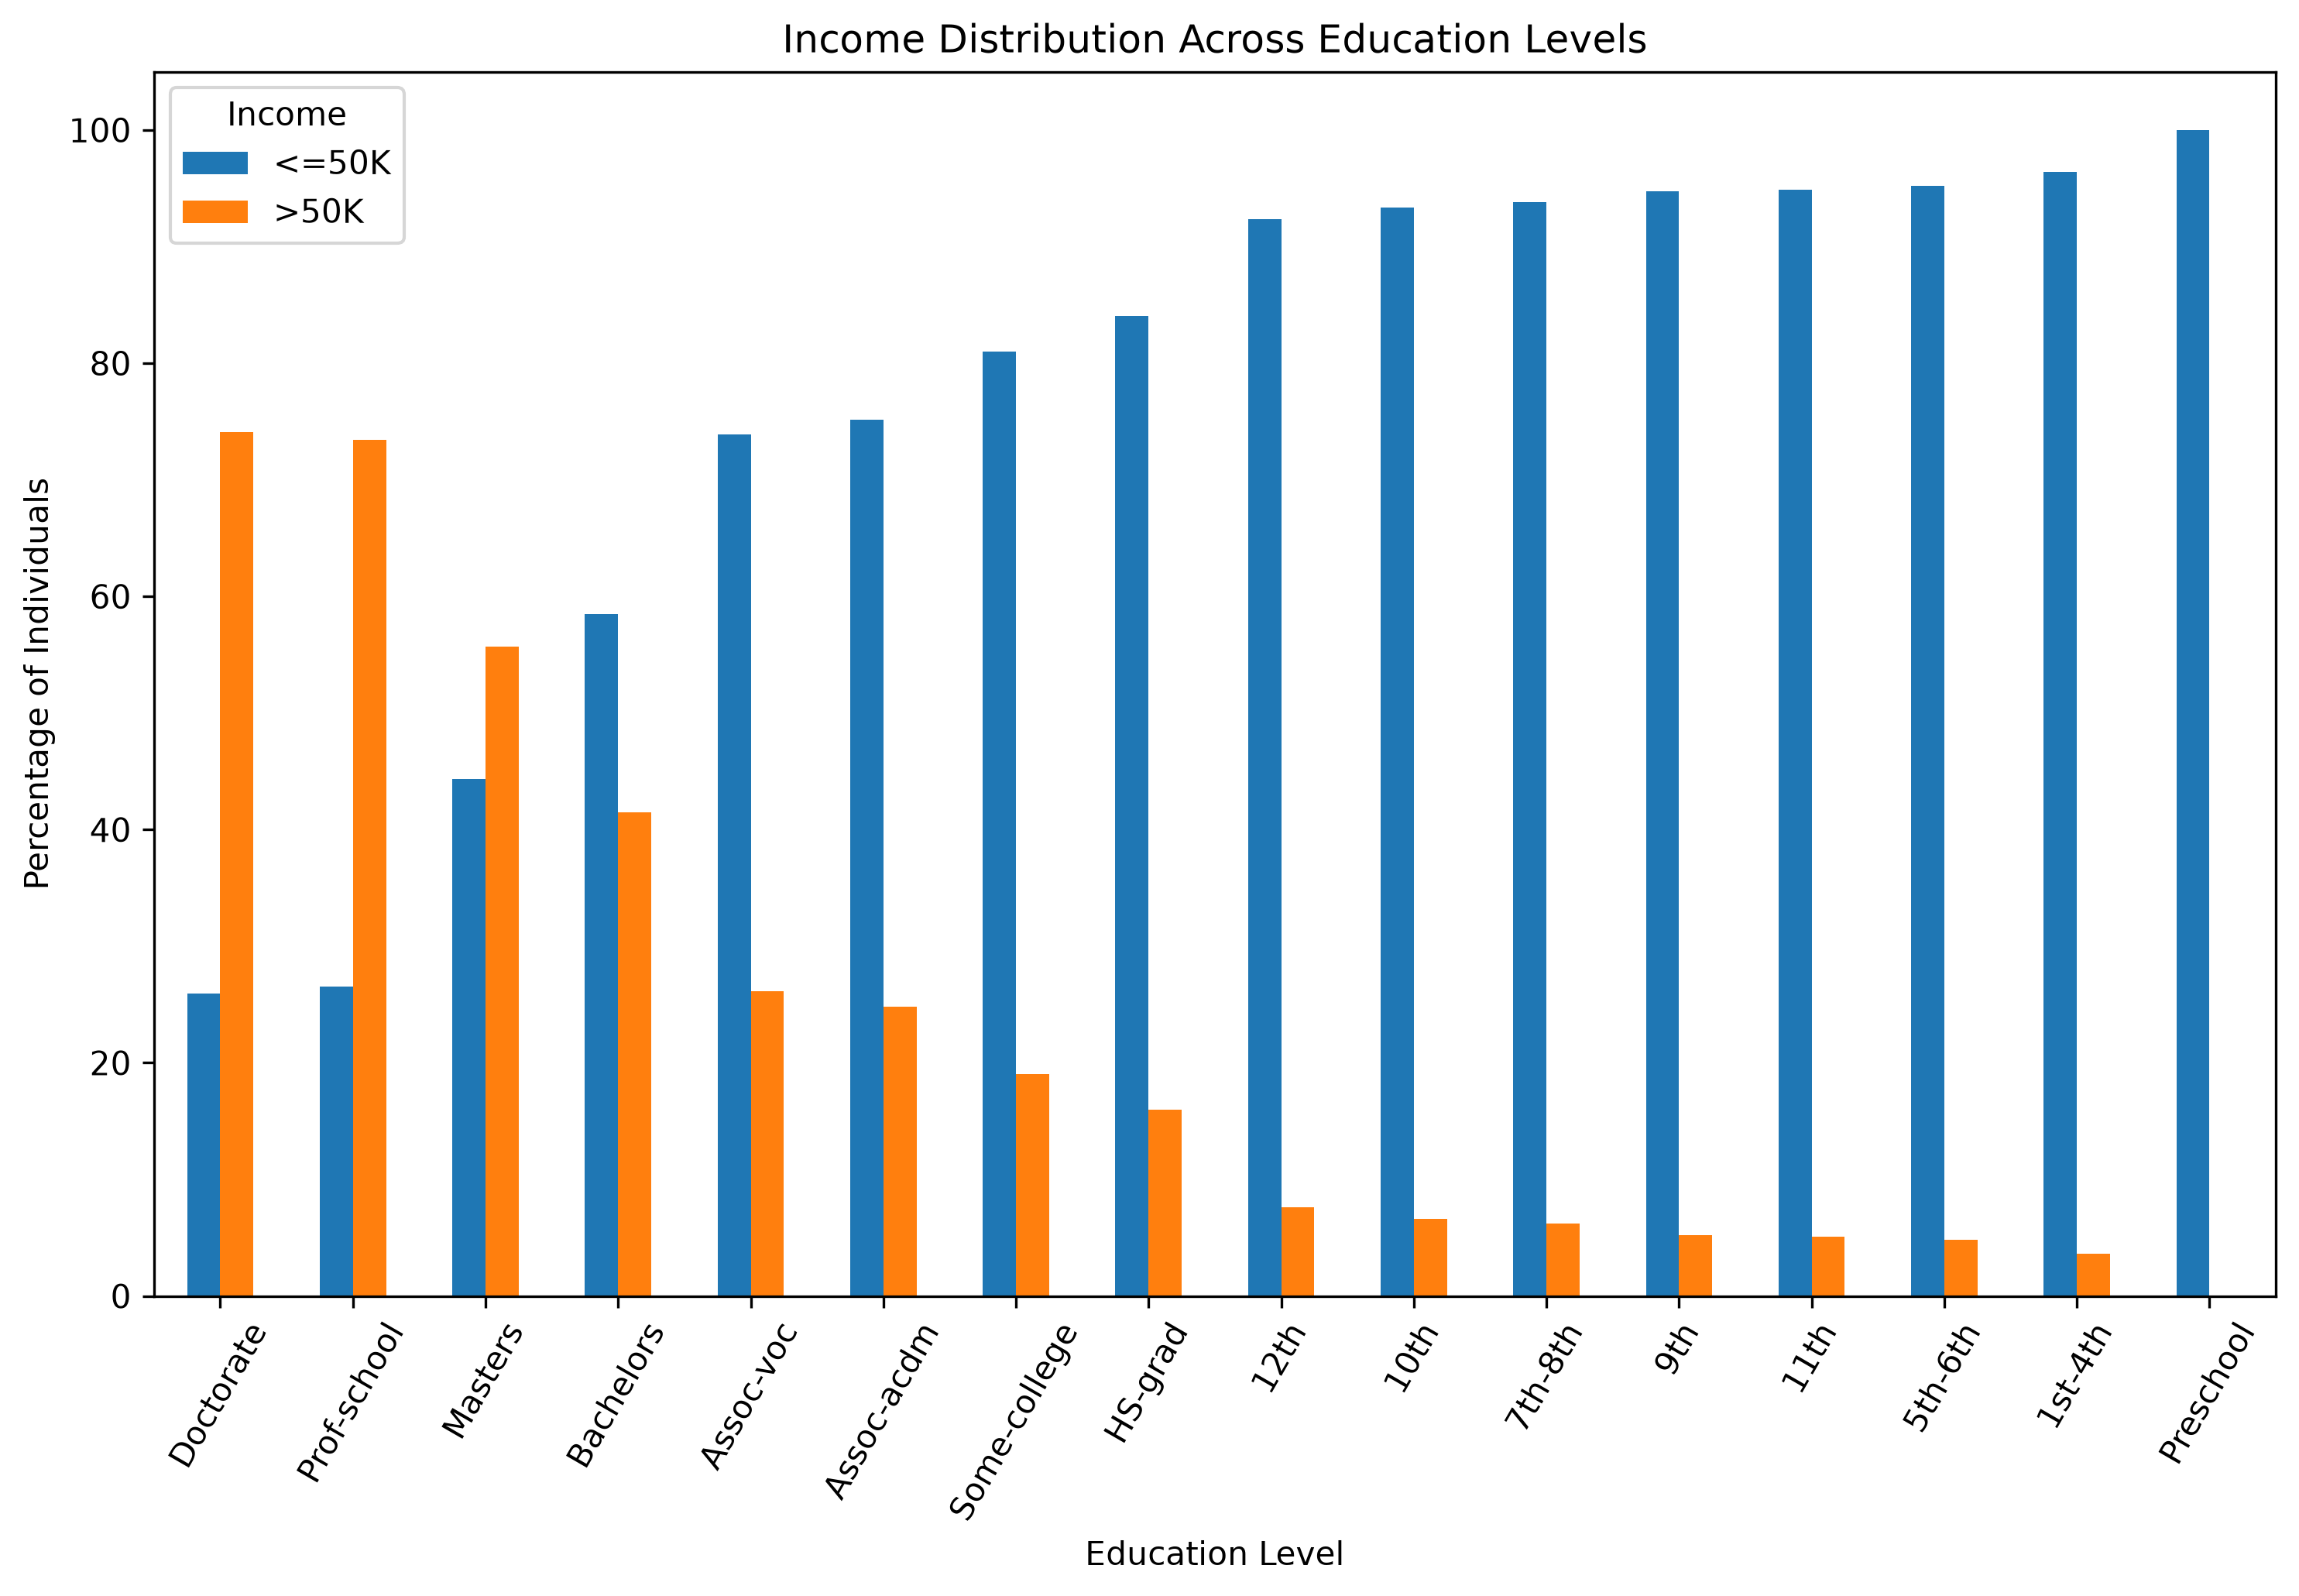 Income Distribution Across Education Levels
Income
<=50K
>50K
100
80
60
40
20
0
Percentage of Individuals
Doctorate
Prof-school
Masters
Bachelors
Assoc-voc
Assoc-acdm
Some-college
HS-grad
12th
10th
7th-8th
9th
11th
5th-6th
1st-4th
Preschool
Education Level